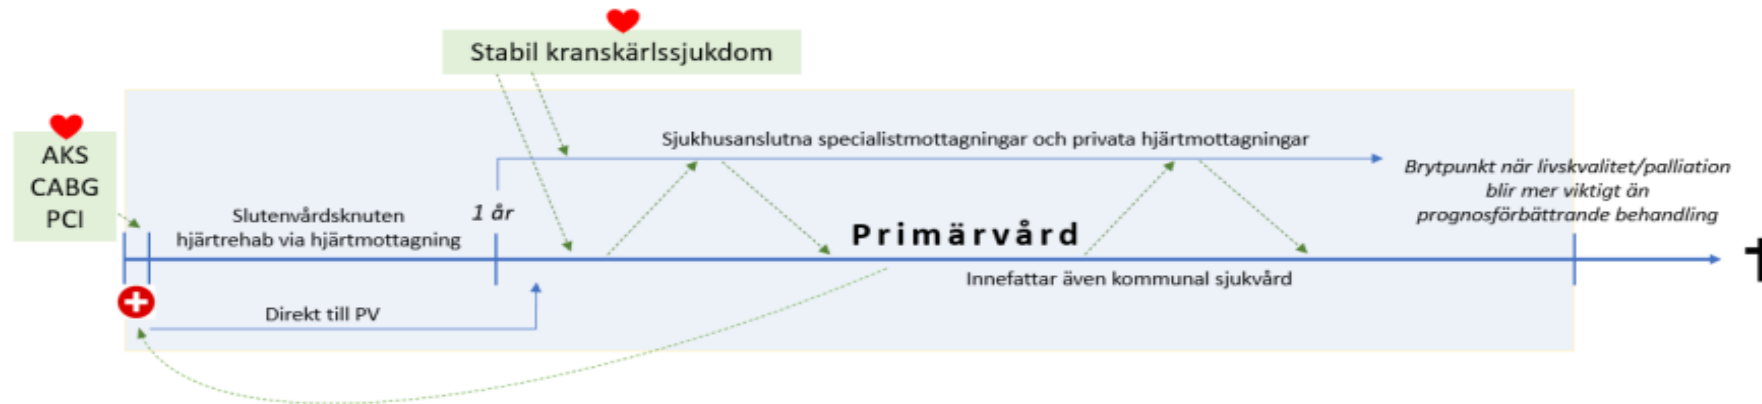 Stabil kranskärlssjukdom
AKS
CABG
PCI
Sjukhusanslutna specialistmottagningar och privata hjärtmottagningar
Brytpunkt när livskvalitet/palliation
blir mer viktigt än
prognosförbättrande behandling
Slutenvårdsknuten
hjärtrehab via hjärtmottagning
1 år
Primärvård
Innefattar även kommunal sjukvård
Direkt till PV